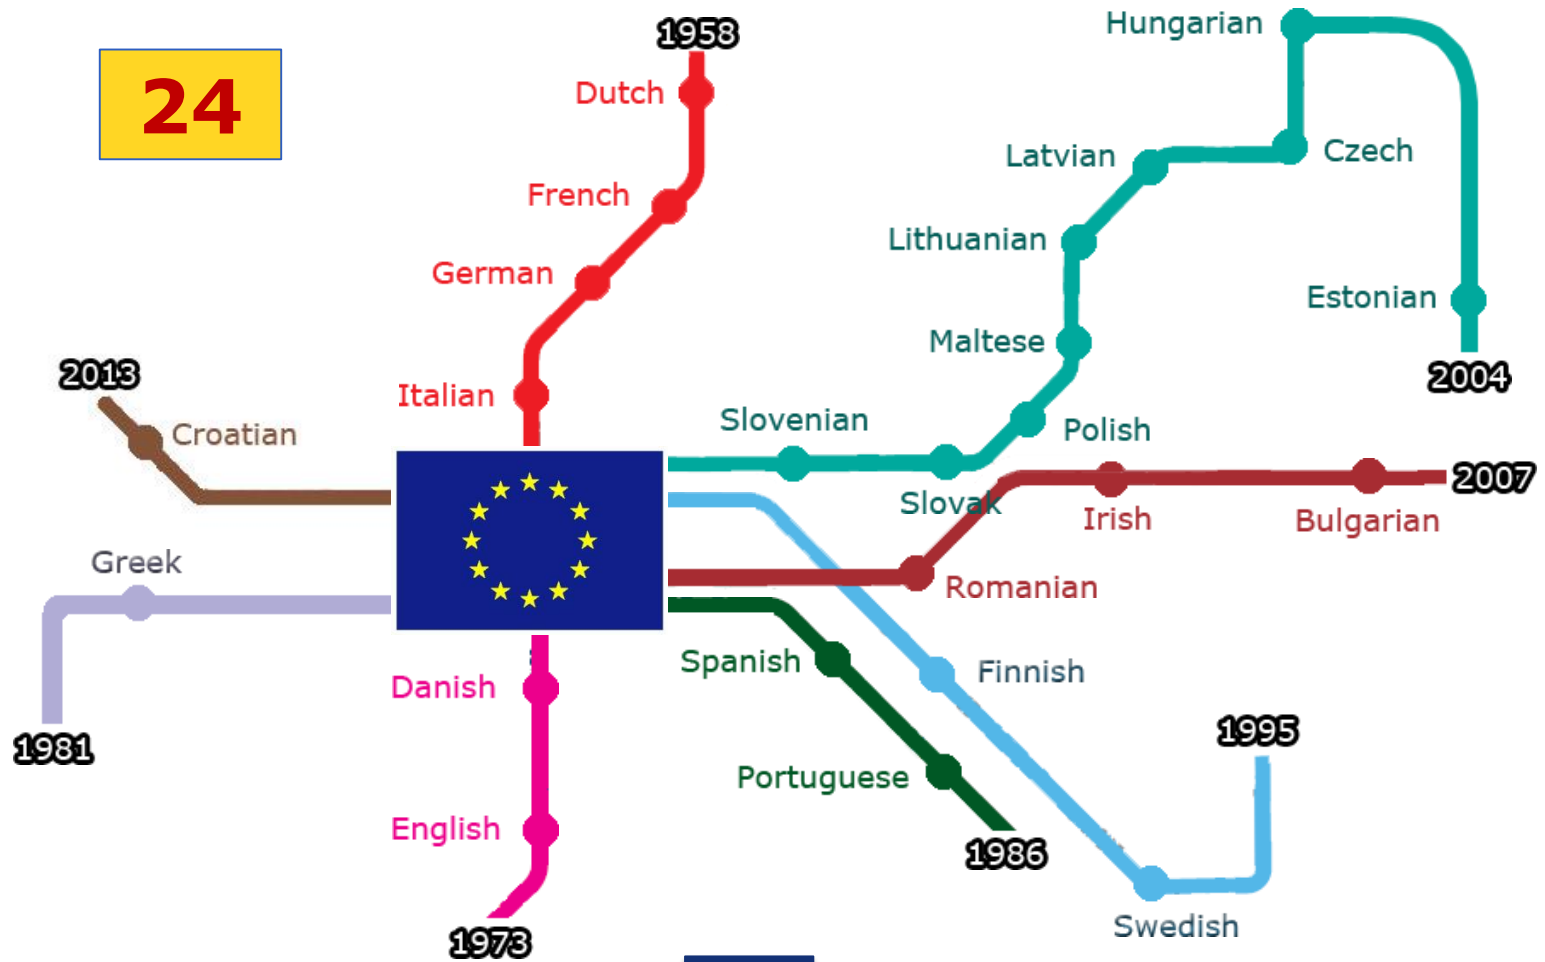 24
1958
Dutch
French
German
Italian
2013
Croatian
Greek
1981
Danish
English
1973
Hungarian
Czech
Latvian
Lithuanian
Estonian
2004
Maltese
Polish
Slovenian
Slovak
2007
Irish
Bulgarian
Romanian
Spanish
Portuguese
1986
Finnish
Swedish
1995